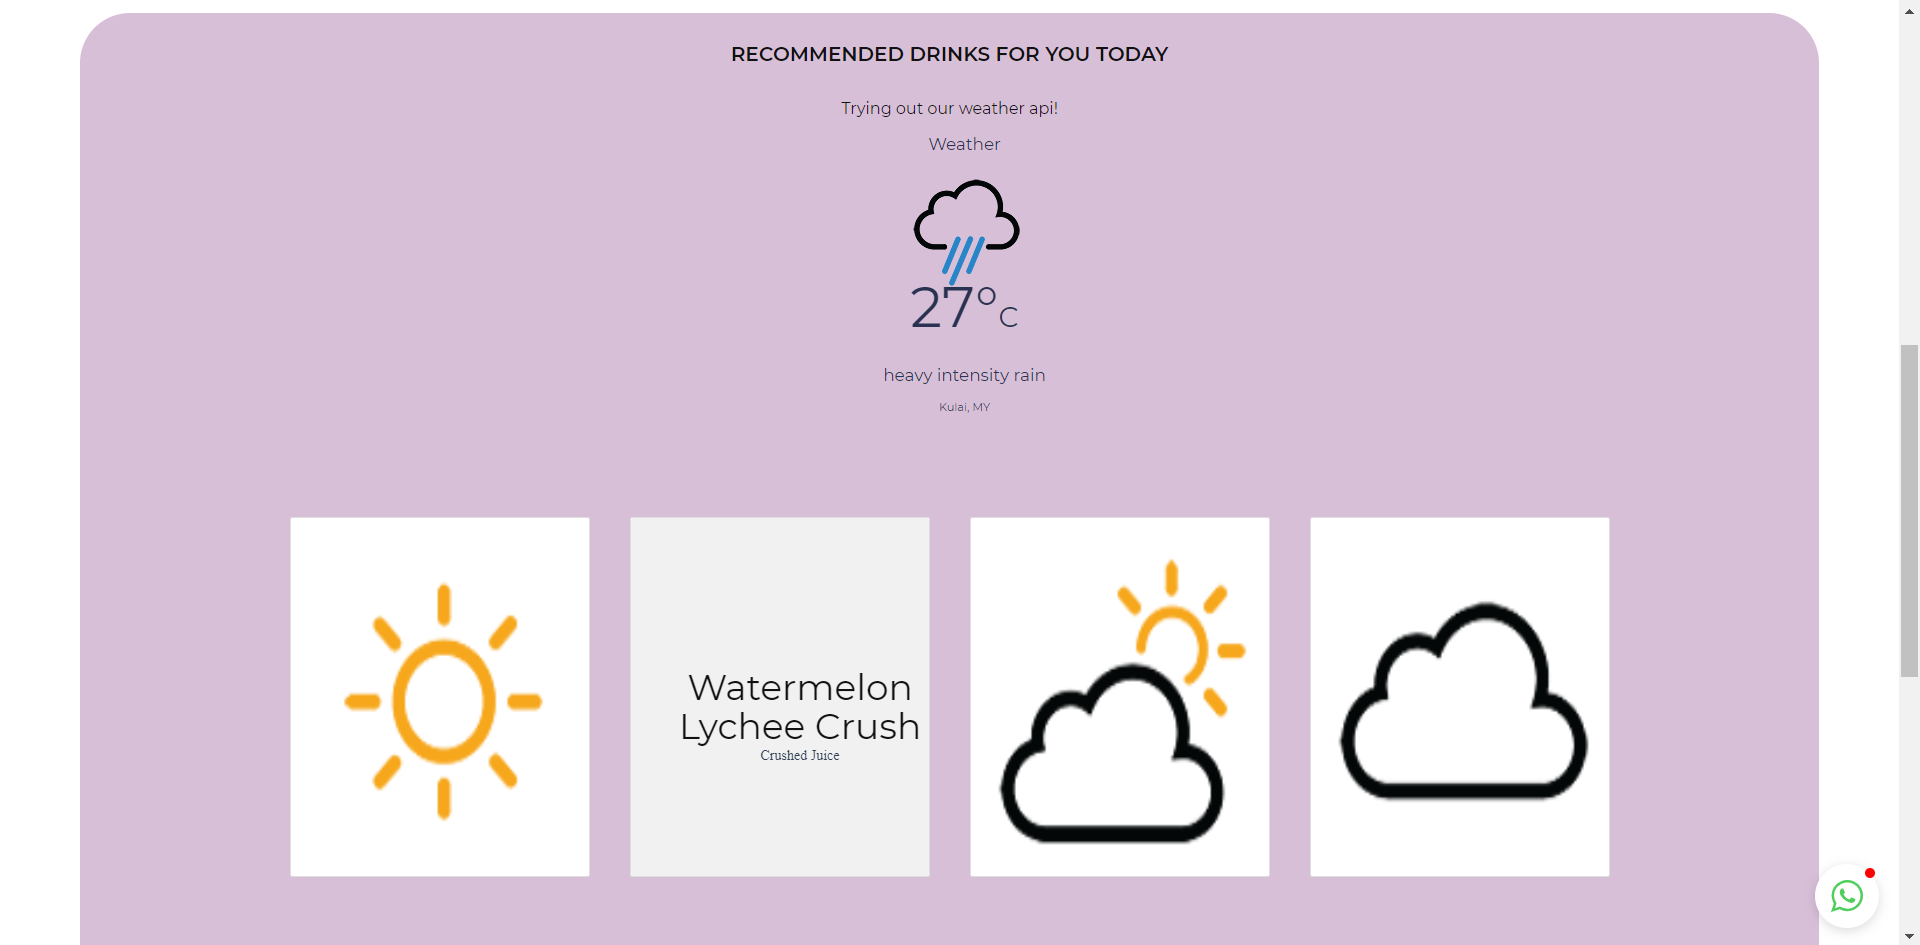 RECOMMENDED DRINKS FOR YOU TODAY
Trying out our weather api!
Weather
27°C
heavy intensity rain
Kulai, MY
Watermelon
Lychee Crush
Crushed Juice